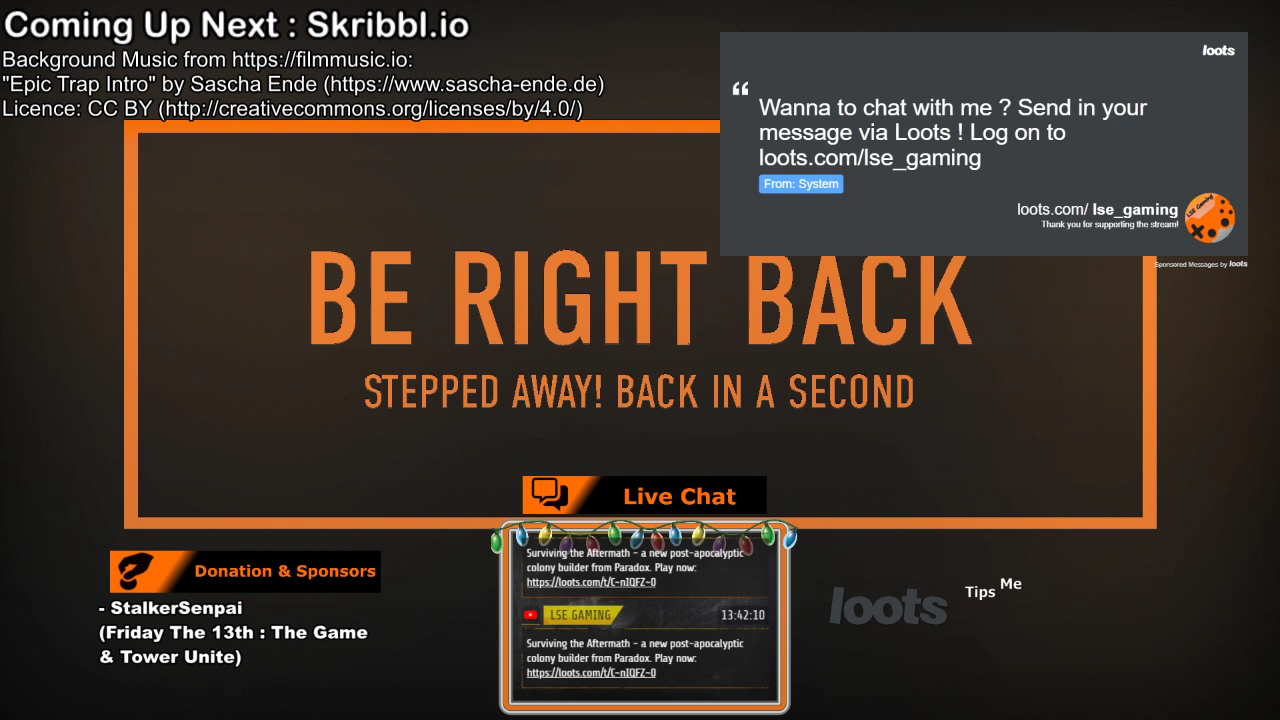 Coming Up Next : Skribbl.io
Background Music from https://filmmusic.io:
"Epic Trap Intro" by Sascha Ende (https://www.sascha-ende.de)
Licence: CC BY (http://creativecommons.org/licenses/by/4.0/)
loots
“
Wanna to chat with me ? Send in your
message via Loots ! Log on to
loots.com/lse_gaming
From: System
loots.com/ lse_gaming
Thank you for supporting the stream!
LSE Gaming
Sponsored Messages by loots
BE RIGHT BACK
STEPPED AWAY! BACK IN A SECOND
Live Chat
Surviving the Aftermath - a new post-apocalyptic
colony builder from Paradox. Play now:
https://loots.com/t/C-nIQFZ-0
LSE GAMING 13:42:10
Surviving the Aftermath - a new post-apocalyptic
colony builder from Paradox. Play now:
https://loots.com/t/C-nIQFZ-0
Donation & Sponsors
- StalkerSenpai
(Friday The 13th : The Game
& Tower Unite)
loots
Tips Me